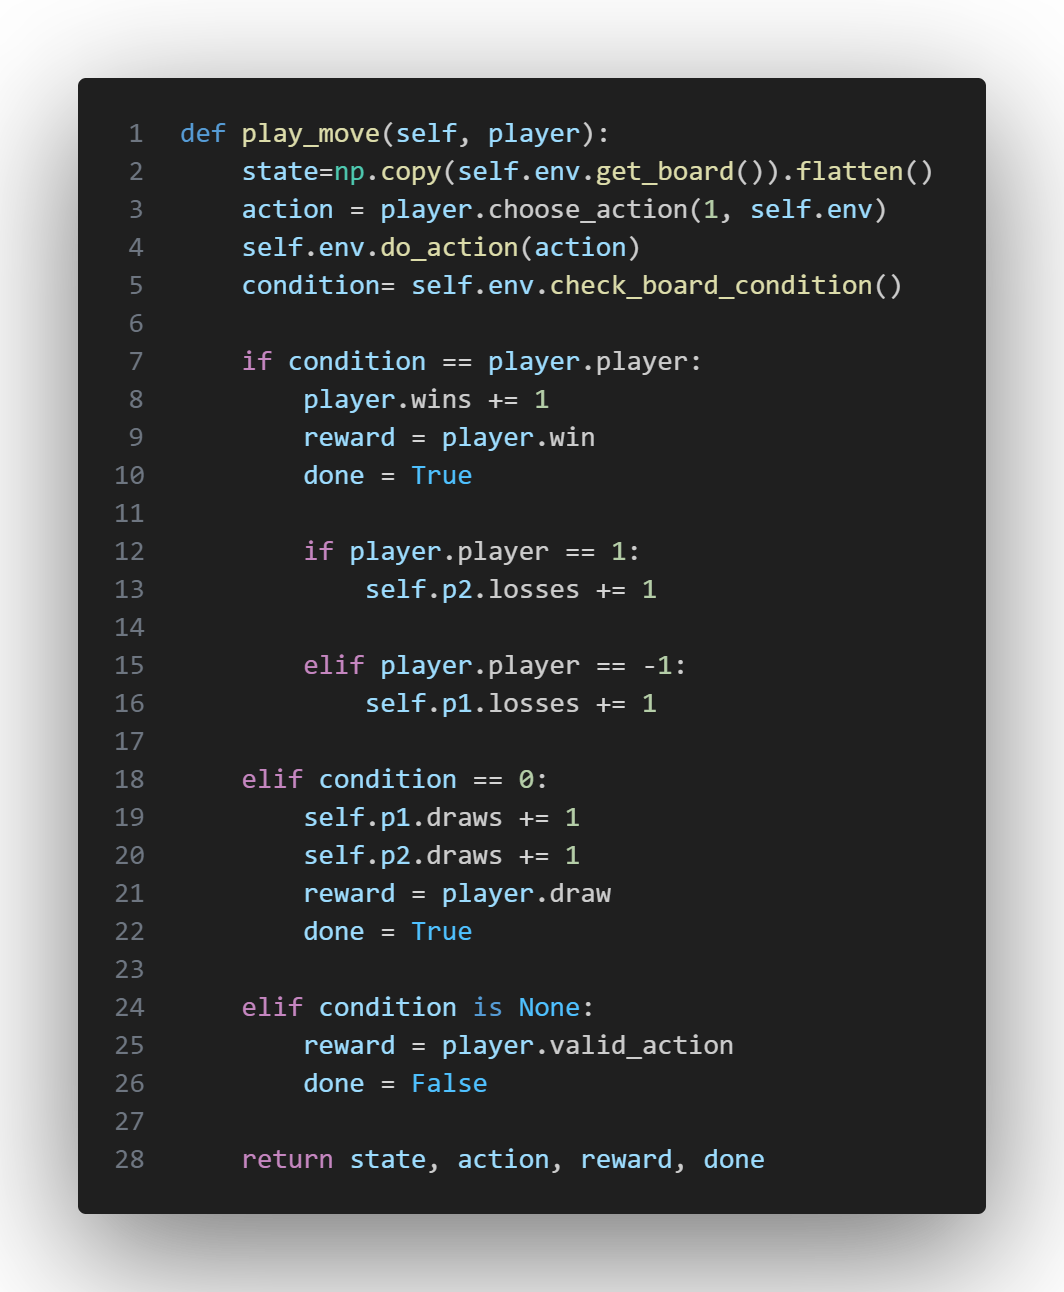 1 def play_move(self, player):
2     state=np.copy(self.env.get_board()).flatten()
3     action = player.choose_action(1, self.env)
4     self.env.do_action(action)
5     condition= self.env.check_board_condition()
6
7     if condition == player.player:
8         player.wins += 1
9         reward = player.win
10         done = True
11
12         if player.player == 1:
13             self.p2.losses += 1
14
15         elif player.player == -1:
16             self.p1.losses += 1
17
18     elif condition == 0:
19         self.p1.draws += 1
20         self.p2.draws += 1
21         reward = player.draw
22         done = True
23
24     elif condition is None:
25         reward = player.valid_action
26         done = False
27
28     return state, action, reward, done